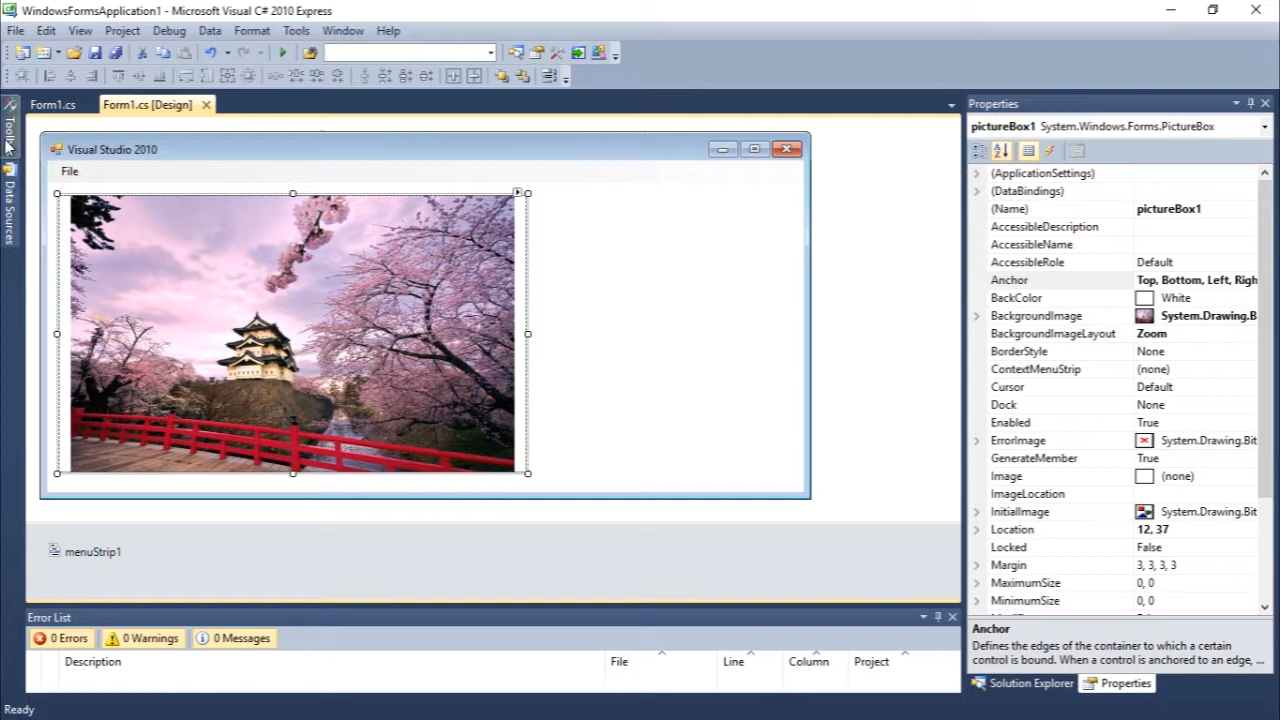 WindowsFormsApplication1 - Microsoft Visual C# 2010 Express
File Edit View Project Debug Data Format Tools Window Help
Form1.cs Form1.cs [Design]
Data Sources
Visual Studio 2010
File
menuStrip1
Error List
0 Errors 0 Warnings 0 Messages
Description File Line Column Project
Properties
pictureBox1 System.Windows.Forms.PictureBox
(ApplicationSettings)
(DataBindings)
(Name) pictureBox1
AccessibleDescription
AccessibleName
AccessibleRole Default
Anchor Top, Bottom, Left, Righ
BackColor White
BackgroundImage System.Drawing.B
BackgroundImageLayout Zoom
BorderStyle None
ContextMenuStrip (none)
Cursor Default
Dock None
Enabled True
ErrorImage System.Drawing.Bit
GenerateMember True
Image (none)
ImageLocation
InitialImage System.Drawing.Bit
Location 12, 37
Locked False
Margin 3, 3, 3, 3
MaximumSize 0, 0
MinimumSize 0, 0
Anchor
Defines the edges of the container to which a certain
control is bound. When a control is anchored to an edge, ...
Solution Explorer Properties
Ready